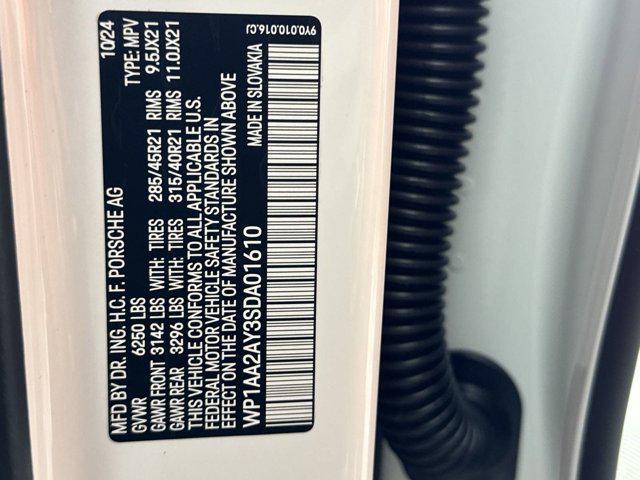 MFD BY DR. ING. H.C. F. PORSCHE AG 10/24
GVWR 6250 LBS TYPE: MPV
GAWR FRONT 3142 LBS WITH: TIRES 285/45R21 RIMS 9.5JX21
GAWR REAR 3296 LBS WITH: TIRES 315/40R21 RIMS 11.0JX21
THIS VEHICLE CONFORMS TO ALL APPLICABLE U.S.
FEDERAL MOTOR VEHICLE SAFETY STANDARDS IN
EFFECT ON THE DATE OF MANUFACTURE SHOWN ABOVE
WP1AA2AY3SDA01610 MADE IN SLOVAKIA
9Y0.010.016.CJ